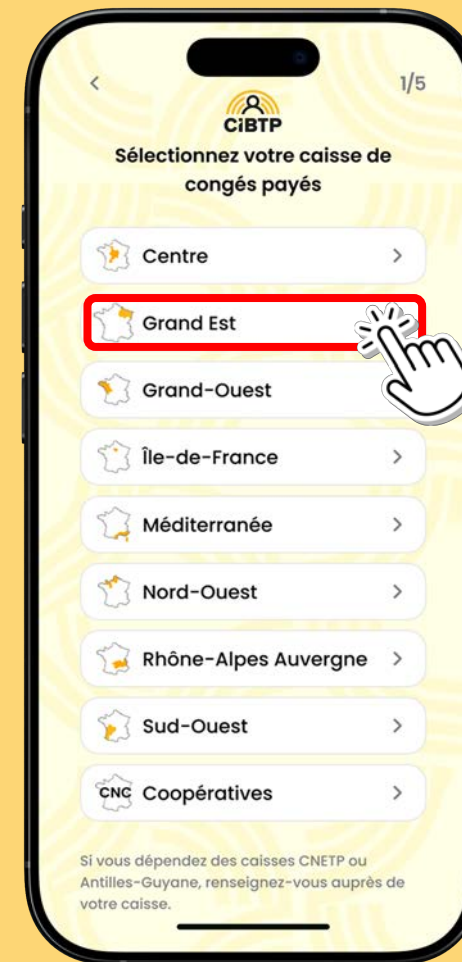 1/5
CiBTP
Sélectionnez votre caisse de
congés payés
Centre
Grand Est
Grand-Ouest
Île-de-France
Méditerranée
Nord-Ouest
Rhône-Alpes Auvergne
Sud-Ouest
CNC Coopératives
Si vous dépendez des caisses CNETP ou
Antilles-Guyane, renseignez-vous auprès de
votre caisse.